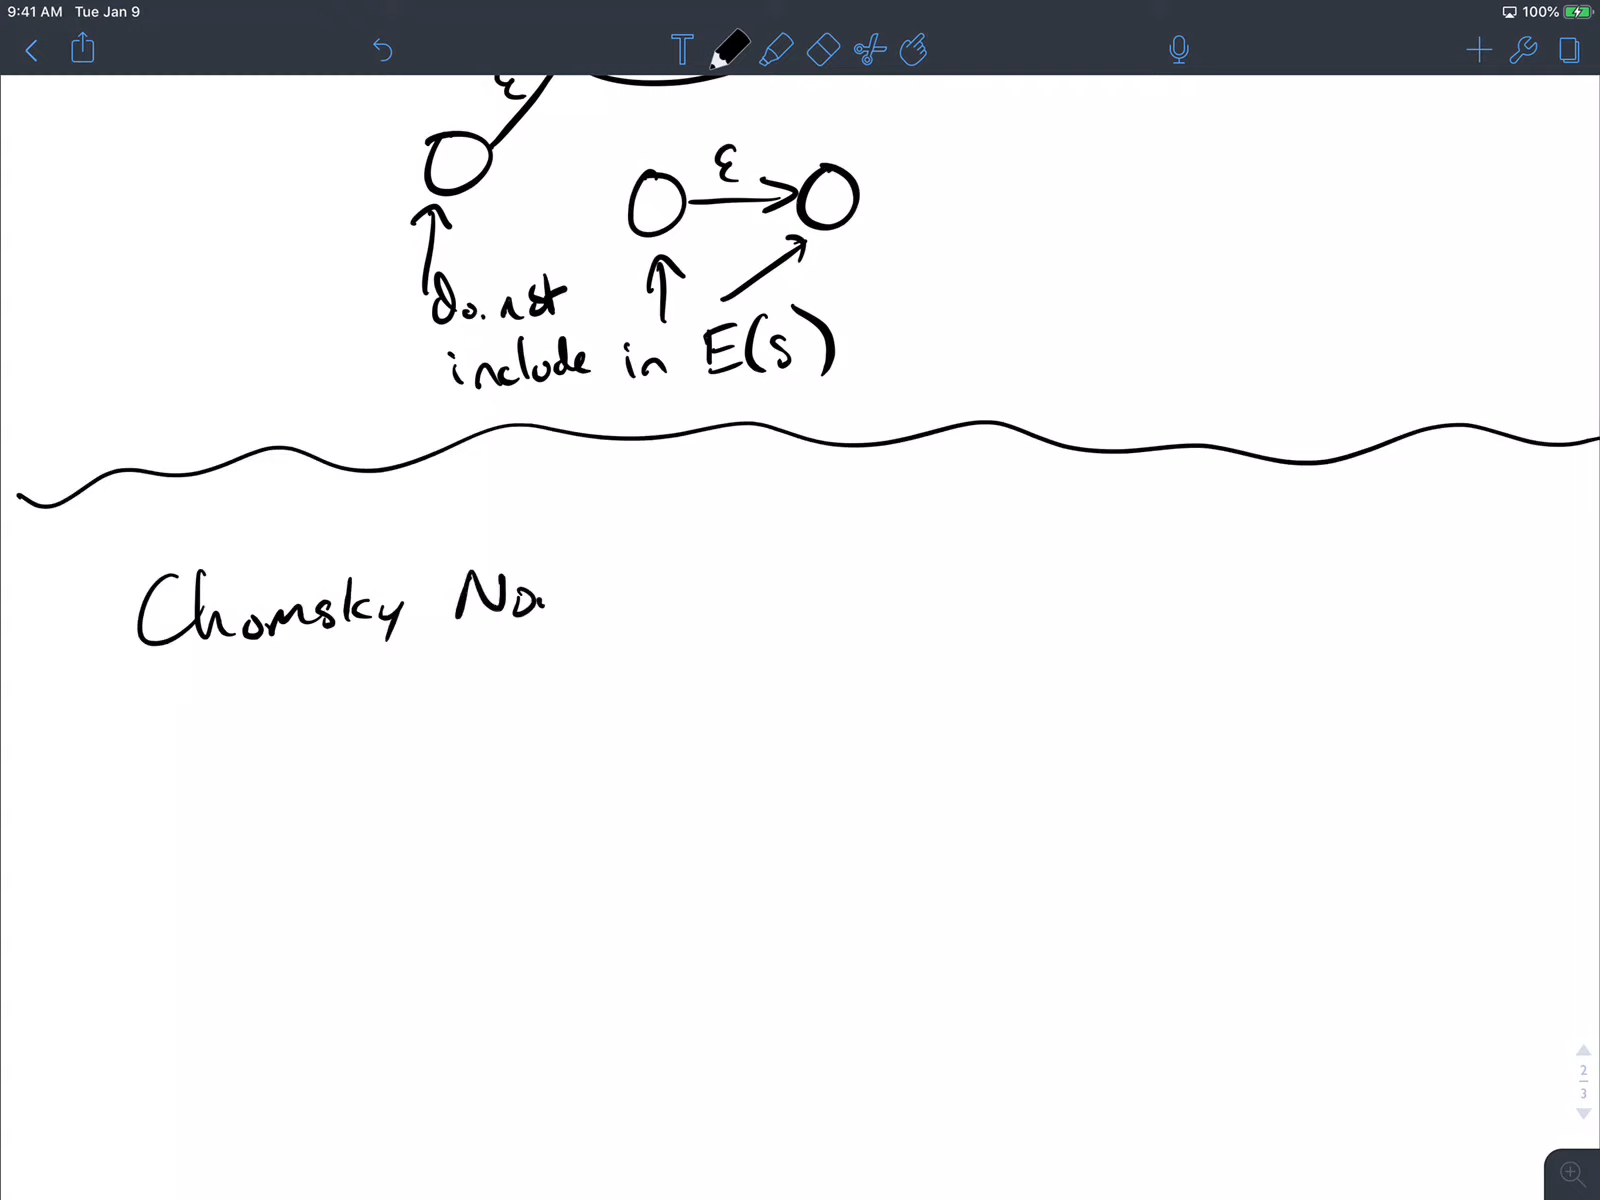 9:41 AM Tue Jan 9
100%
T
ε
ε
do not
include in E(s)
Chomsky No
2
3